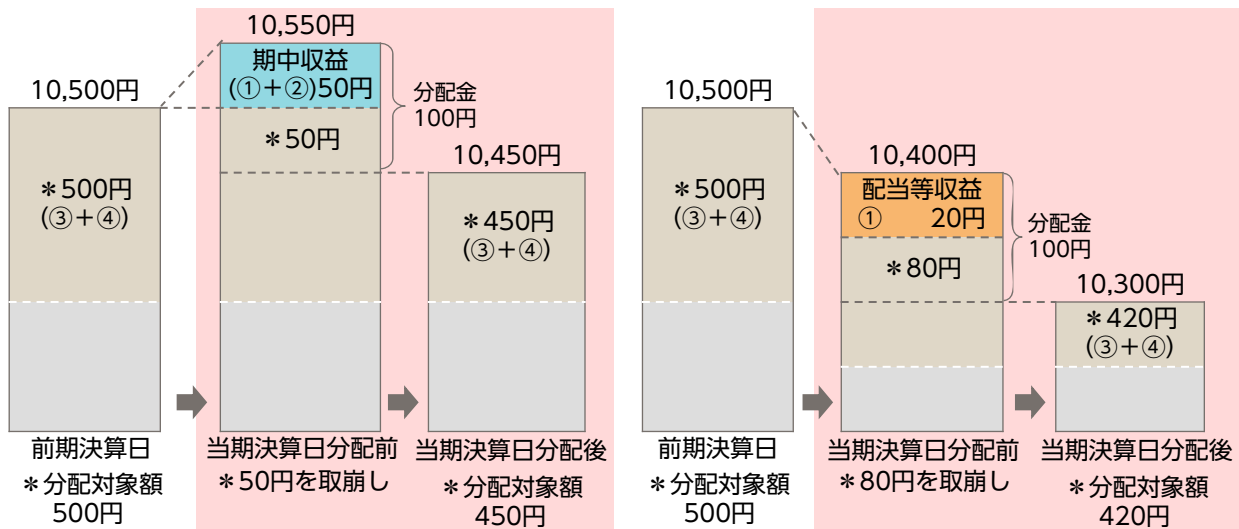 10,500円
*500円
(③+④)
前期決算日
*分配対象額
500円
10,550円
期中収益
(①+②)50円
*50円
分配金
100円
当期決算日分配前
*50円を取崩し
10,450円
*450円
(③+④)
当期決算日分配後
*分配対象額
450円
10,500円
*500円
(③+④)
前期決算日
*分配対象額
500円
10,400円
配当等収益
① 20円
*80円
分配金
100円
当期決算日分配前
*80円を取崩し
10,300円
*420円
(③+④)
当期決算日分配後
*分配対象額
420円